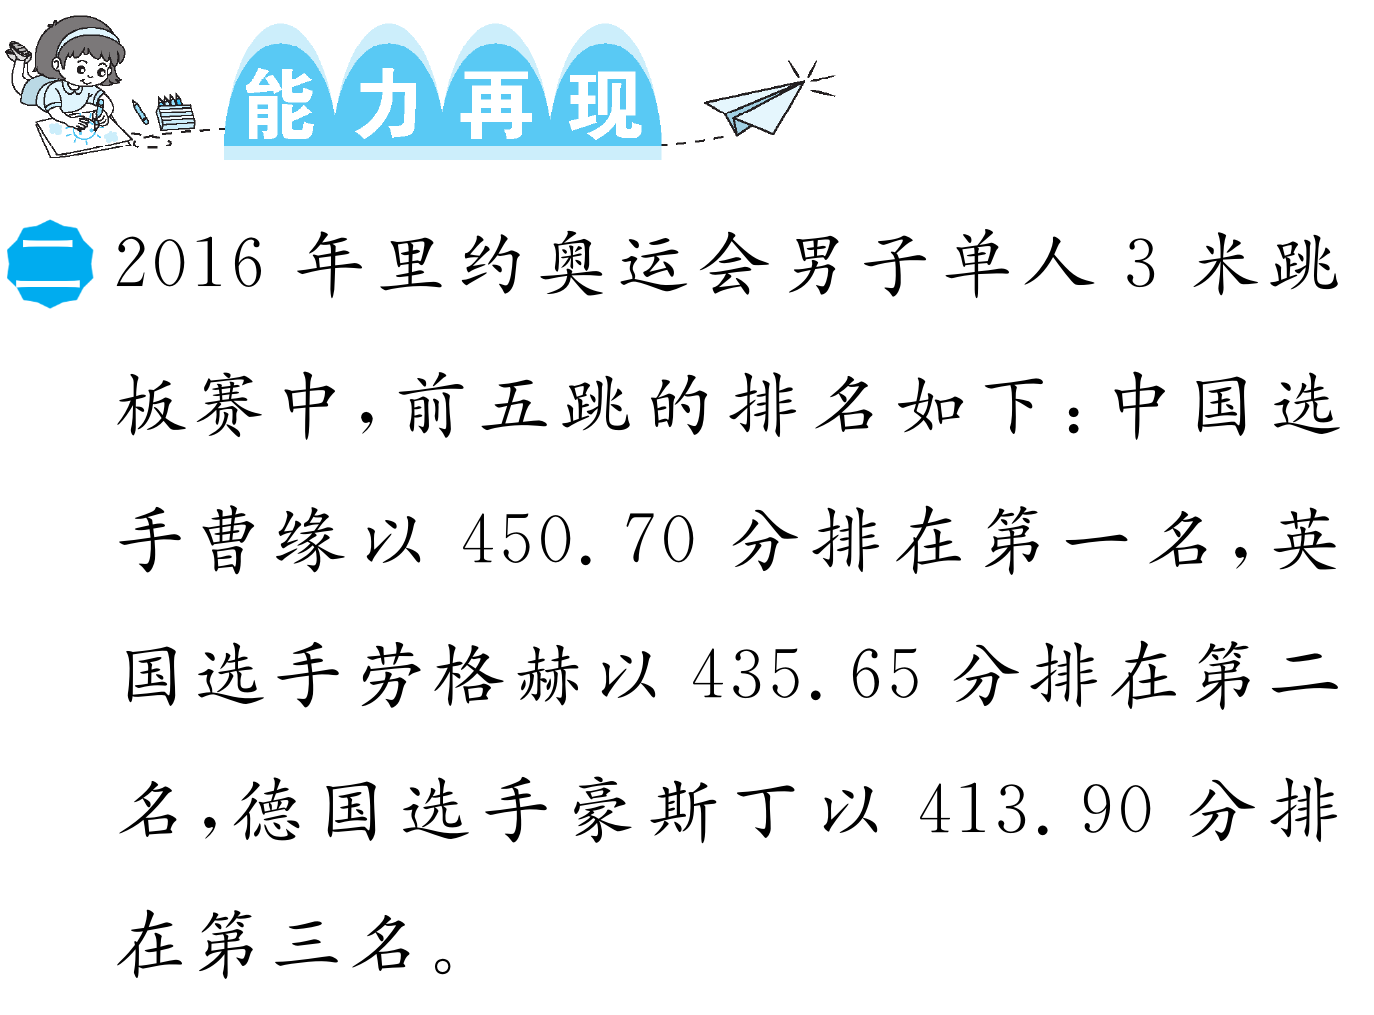 能力再现
二 2016 年里约奥运会男子单人 3 米跳
板赛中,前五跳的排名如下:中国选
手曹缘以 450.70 分排在第一名,英
国选手劳格赫以 435.65 分排在第二
名,德国选手豪斯丁以 413.90 分排
在第三名。